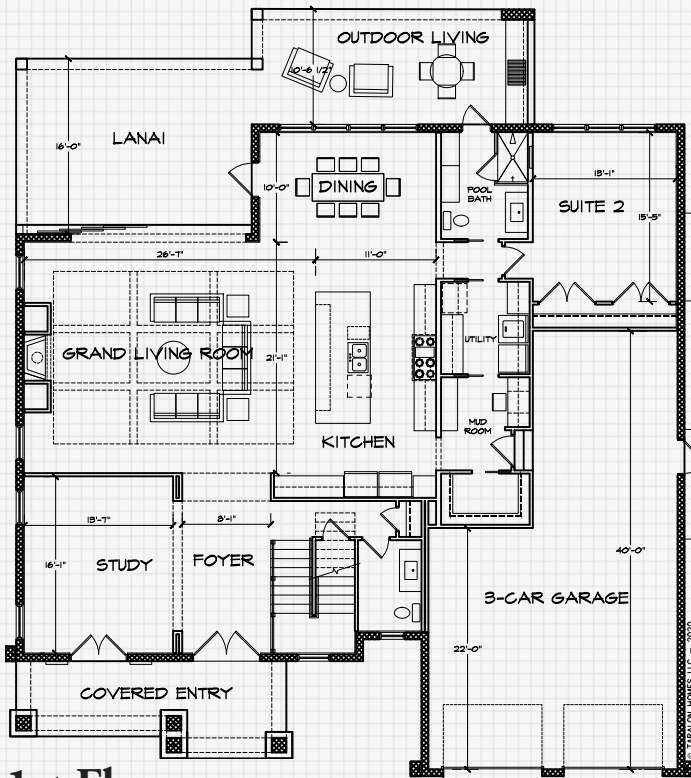 OUTDOOR LIVING
10'-6 1/2"
LANAI
16'-0"
10'-0"
DINING
POOL
BATH
13'-1"
SUITE 2
15'-5"
26'-7"
11'-0"
GRAND LIVING ROOM
21'-1"
UTILITY
MUD
ROOM
KITCHEN
13'-7"
8'-1"
16'-1"
STUDY
FOYER
40'-0"
3-CAR GARAGE
22'-0"
COVERED ENTRY
© TABALON HOMES LLC - 2020